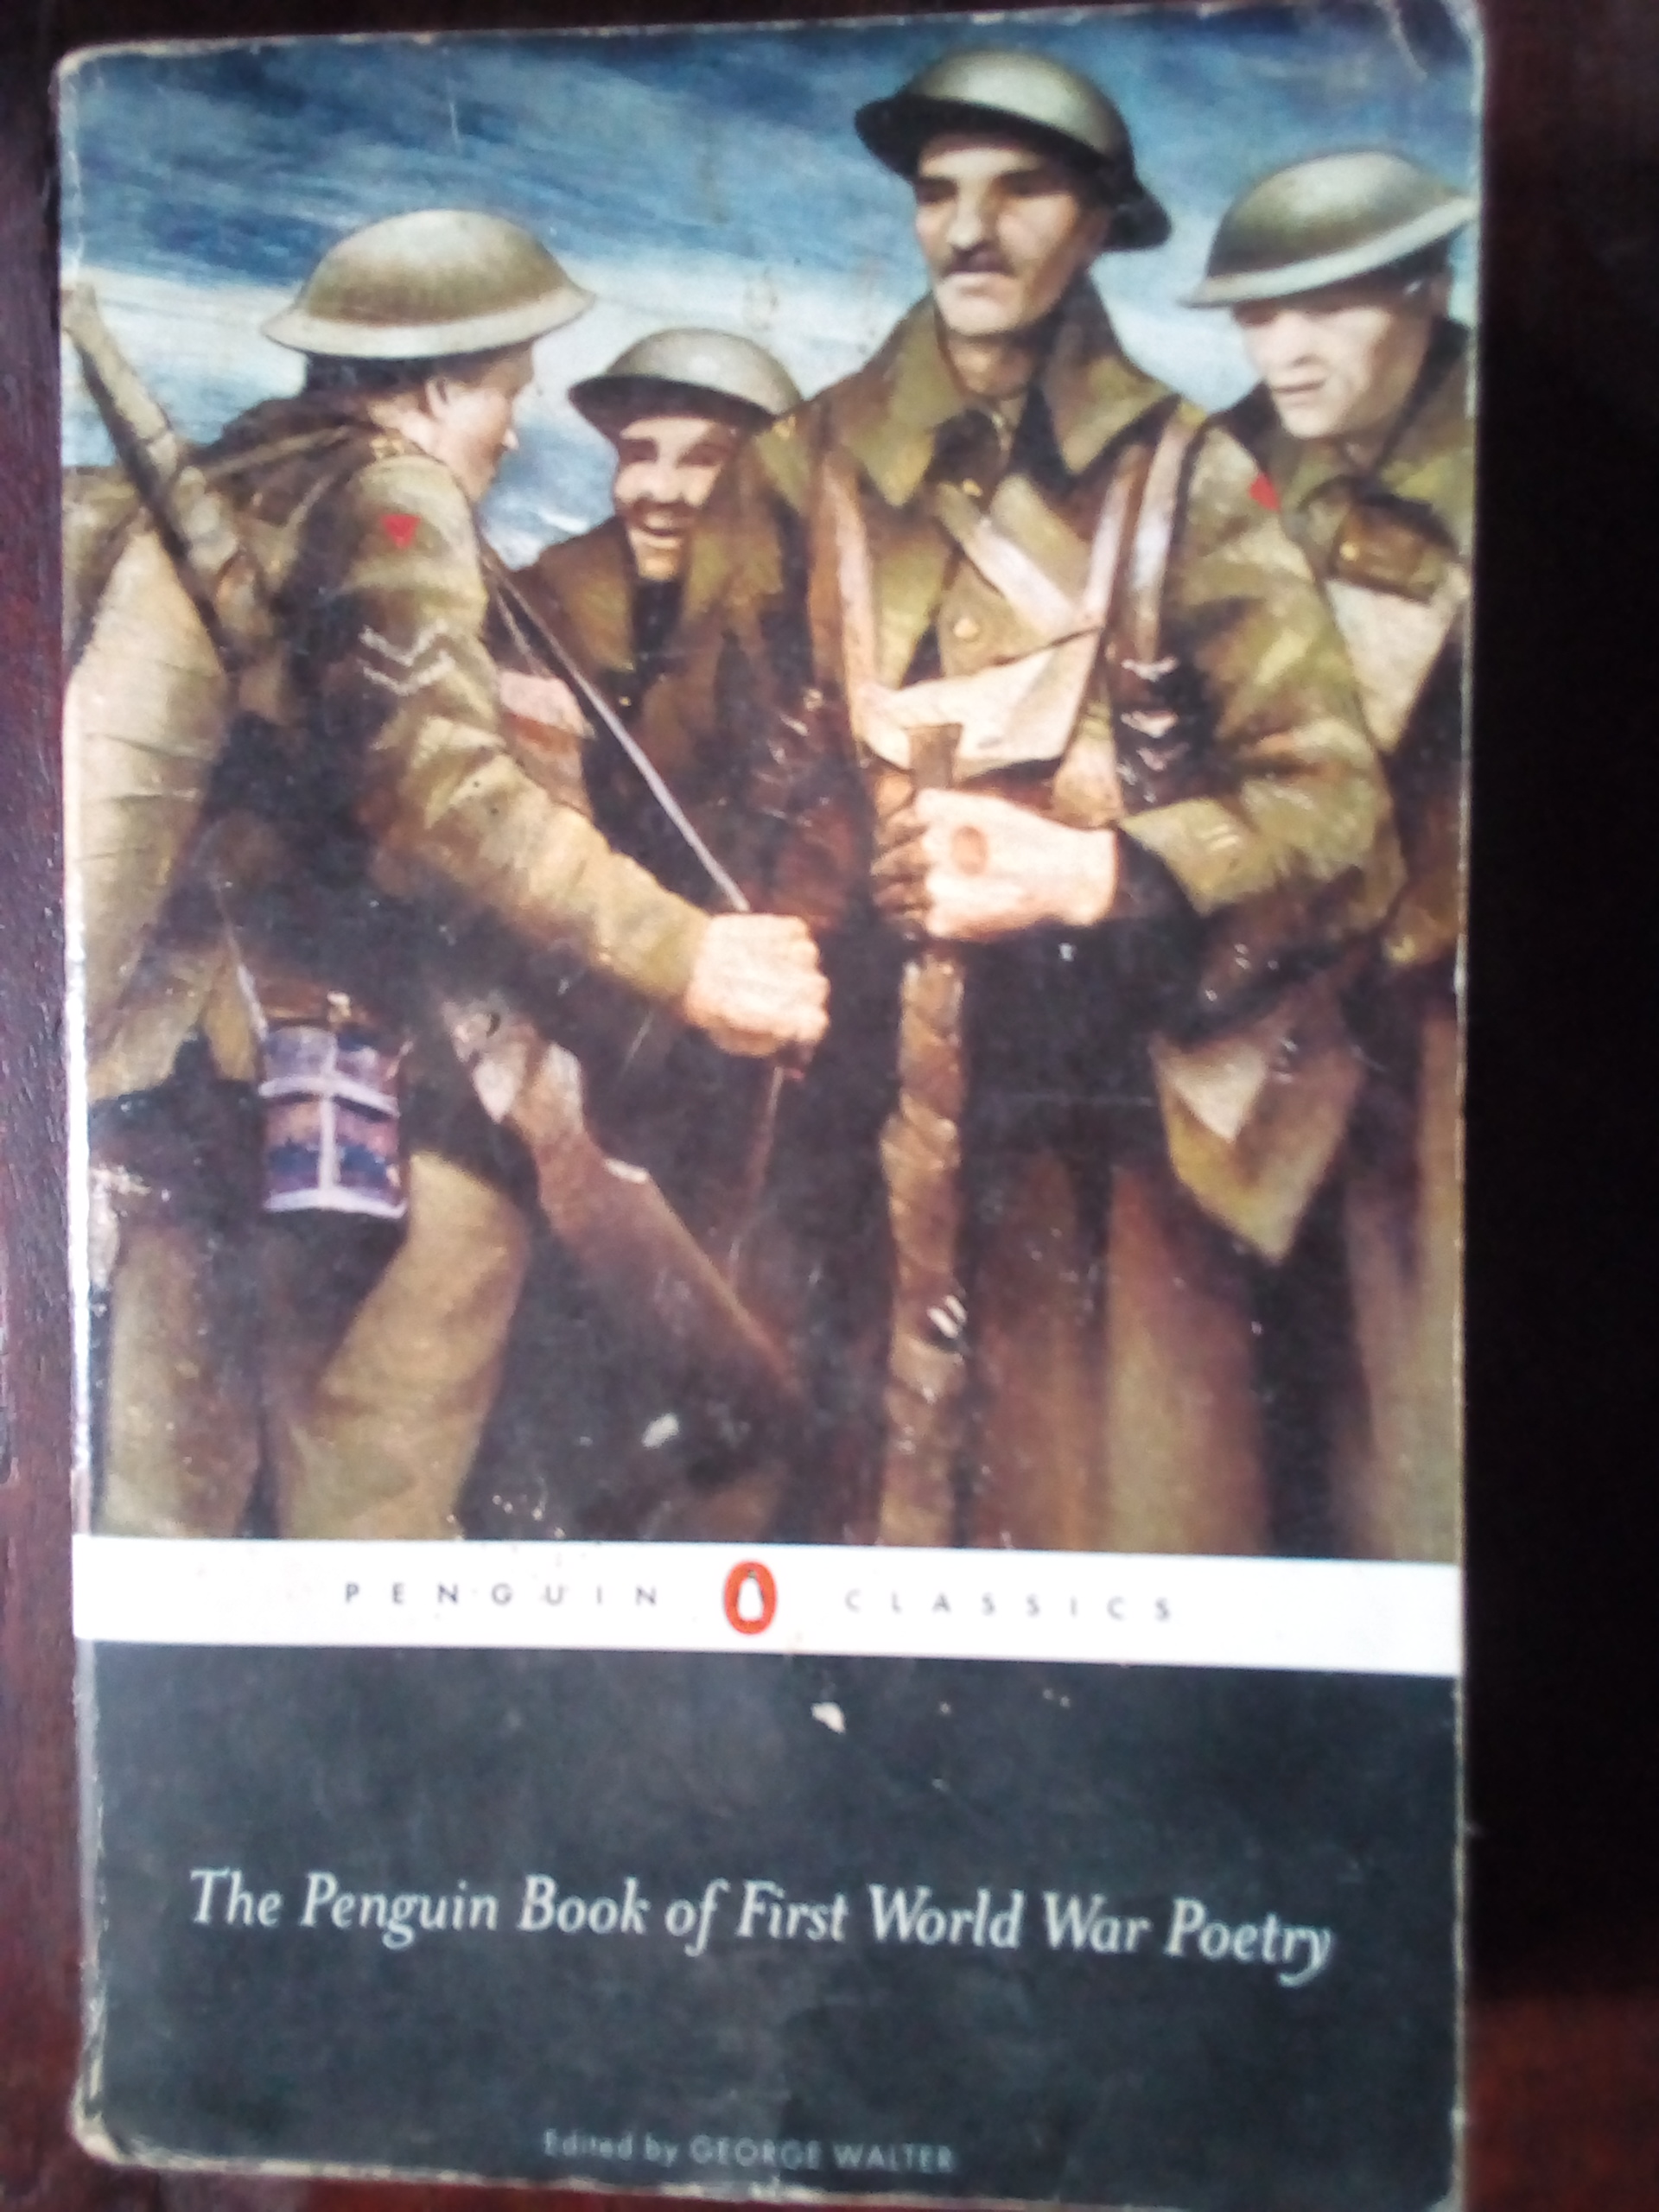 PENGUIN CLASSICS
The Penguin Book of First World War Poetry
Edited by GEORGE WALTER